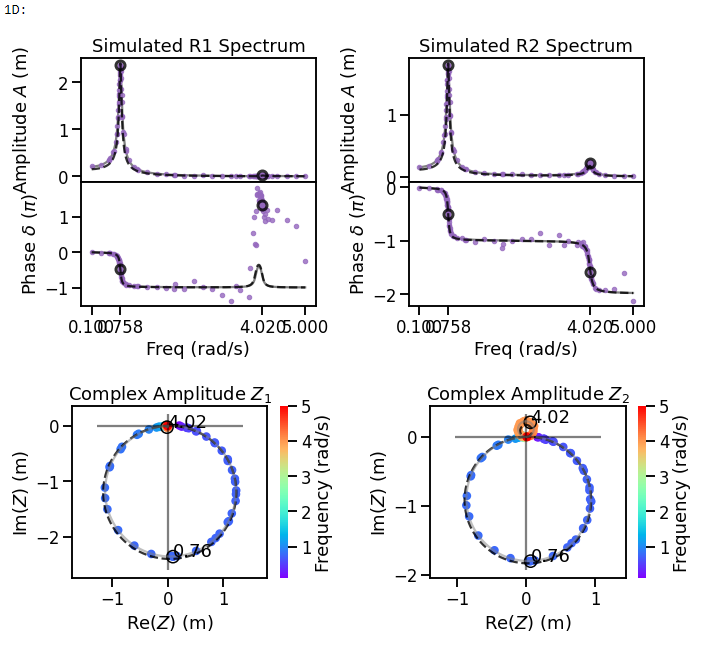 1D:
Simulated R1 Spectrum
Simulated R2 Spectrum
Amplitude A (m)
2
1
0
Amplitude A (m)
1
0
Phase δ (π)
1
0
−1
Phase δ (π)
0
−1
−2
0.100 0.758 4.020 5.000
Freq (rad/s)
0.100 0.758 4.020 5.000
Freq (rad/s)
Complex Amplitude Z₁
Complex Amplitude Z₂
Im(Z) (m)
0
−1
−2
4.02
0.76
−1 0 1
Re(Z) (m)
5
4
3
2
1
Frequency (rad/s)
Im(Z) (m)
0
−1
−2
4.02
0.76
−1 0 1
Re(Z) (m)
5
4
3
2
1
Frequency (rad/s)